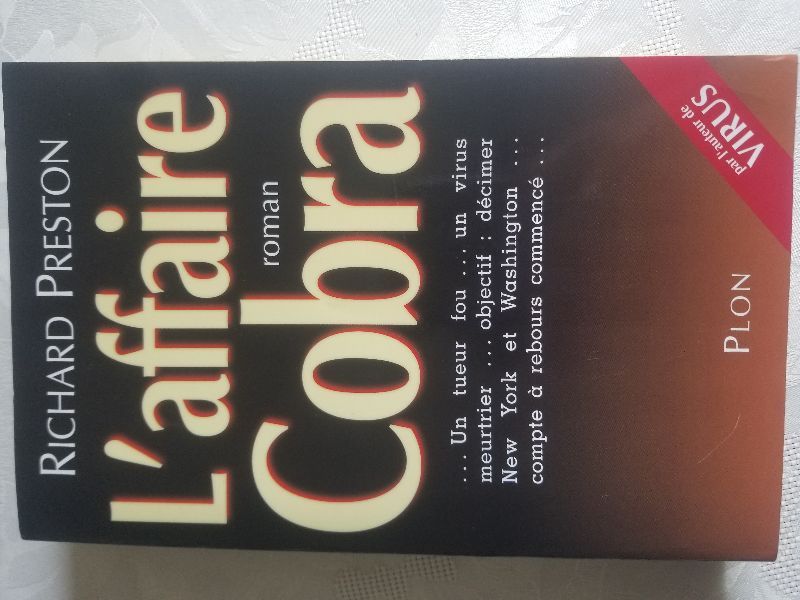 RICHARD PRESTON
L'affaire
Cobra
roman
... Un tueur fou ... un virus
meurtrier ... objectif : décimer
New York et Washington ...
compte à rebours commencé ...
par l'auteur de
VIRUS
PLON